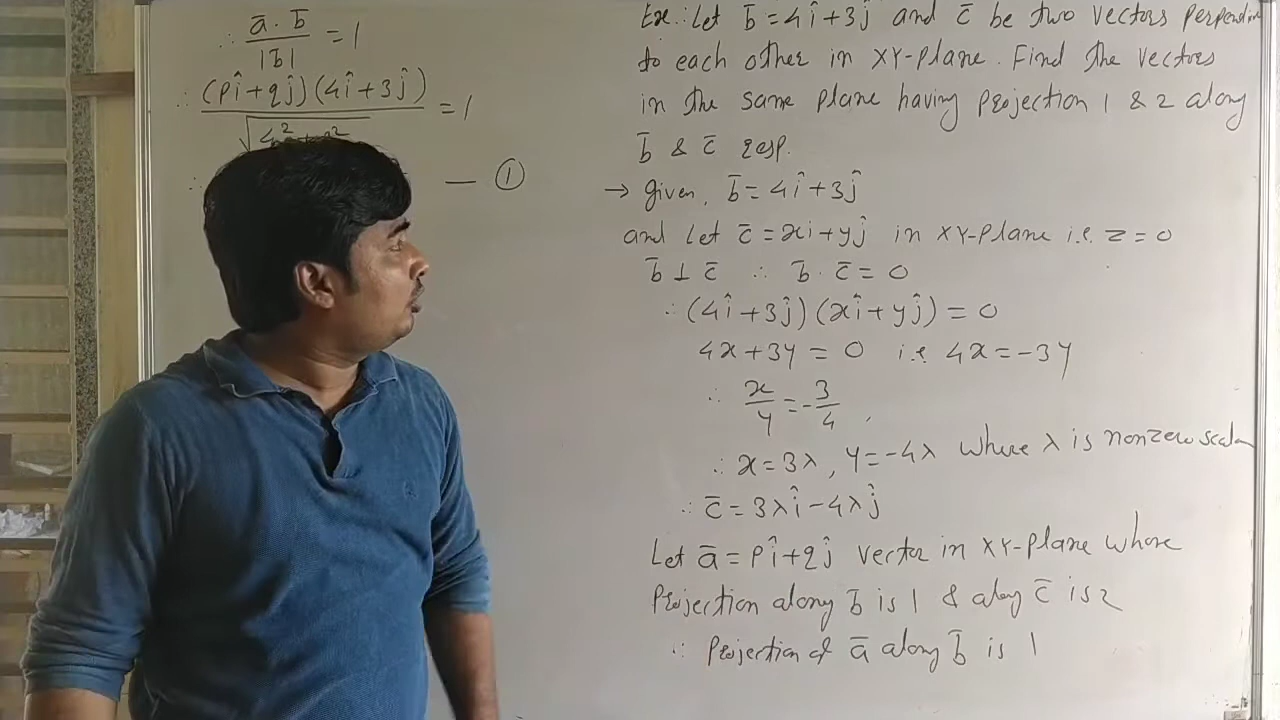 ∴ a̅ · b̅ / |b̅| = 1
∴ (pî + qĵ)(4î + 3ĵ) / √4² + 3² = 1
∴ — ①
Ex.: Let b̅ = 4î + 3ĵ and c̅ be two vectors
to each other in XY-plane. Find the vectors
in the same plane having projection 1 & 2 along
b̅ & c̅ resp.
→ given, b̅ = 4î + 3ĵ
and Let c̅ = xi + yĵ in XY-plane i.e. z = 0
b̅ ⊥ c̅ ∴ b̅ · c̅ = 0
∴ (4î + 3ĵ)(xî + yĵ) = 0
4x + 3y = 0 i.e. 4x = -3y
∴ x/y = -3/4
∴ x = 3λ, y = -4λ where λ is nonzero scalar
∴ c̅ = 3λî - 4λĵ
Let a̅ = pî + qĵ vector in XY-plane whose
Projection along b̅ is 1 & along c̅ is 2
∴ Projection of a̅ along b̅ is 1